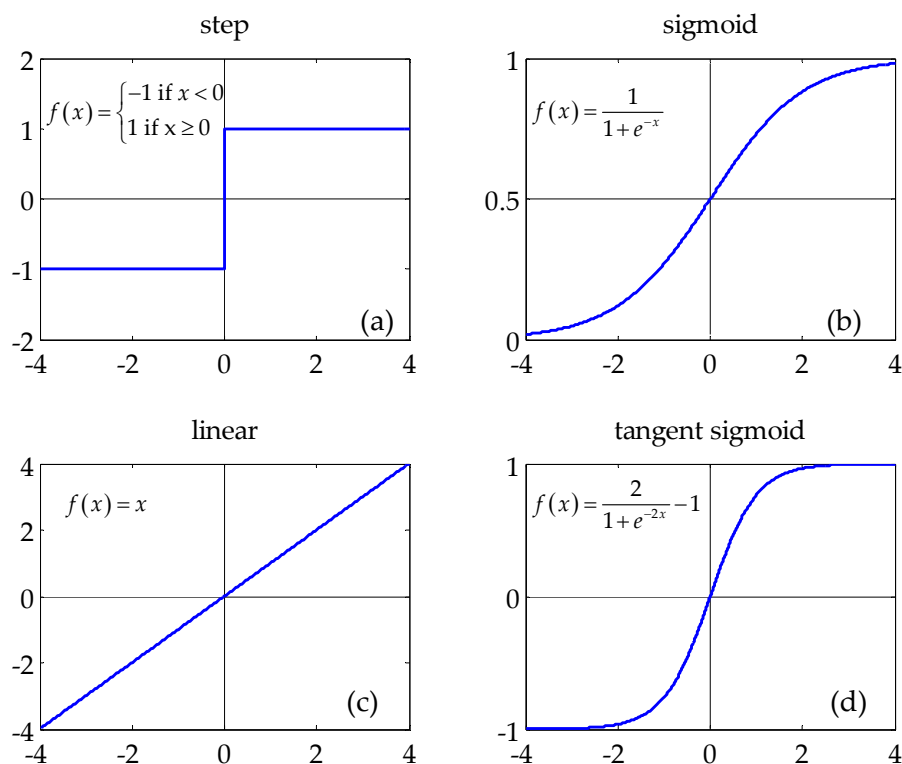 step
2
1
0
-1
-2
f(x)={−1 if x<0
1 if x≥0
(a)
-4 -2 0 2 4
sigmoid
1
0.5
0
f(x)=1/(1+e^{−x})
(b)
-4 -2 0 2 4
linear
4
2
0
-2
-4
f(x)=x
(c)
-4 -2 0 2 4
tangent sigmoid
1
0
-1
f(x)=2/(1+e^{−2x})−1
(d)
-4 -2 0 2 4